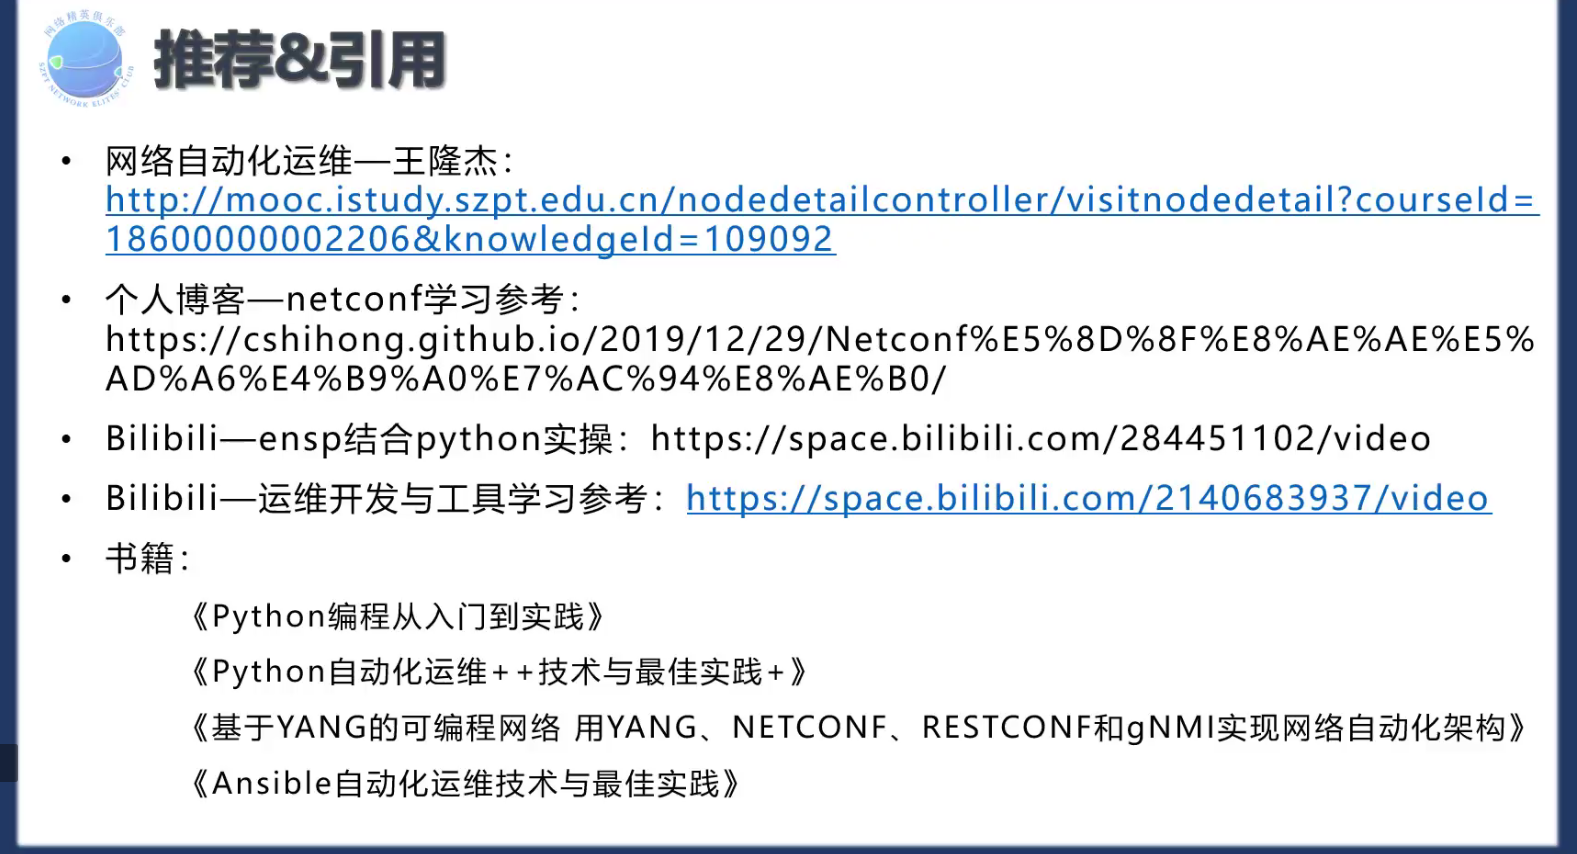 网络精英俱乐部
SZPT NETWORK ELITES' CLUB
推荐&引用
• 网络自动化运维—王隆杰：
http://mooc.istudy.szpt.edu.cn/nodedetailcontroller/visitnodedetail?courseId=
18600000002206&knowledgeId=109092
• 个人博客—netconf学习参考：
https://cshihong.github.io/2019/12/29/Netconf%E5%8D%8F%E8%AE%AE%E5%
AD%A6%E4%B9%A0%E7%AC%94%E8%AE%B0/
• Bilibili—ensp结合python实操：https://space.bilibili.com/284451102/video
• Bilibili—运维开发与工具学习参考：https://space.bilibili.com/2140683937/video
• 书籍：
《Python编程从入门到实践》
《Python自动化运维++技术与最佳实践+》
《基于YANG的可编程网络 用YANG、NETCONF、RESTCONF和gNMI实现网络自动化架构》
《Ansible自动化运维技术与最佳实践》